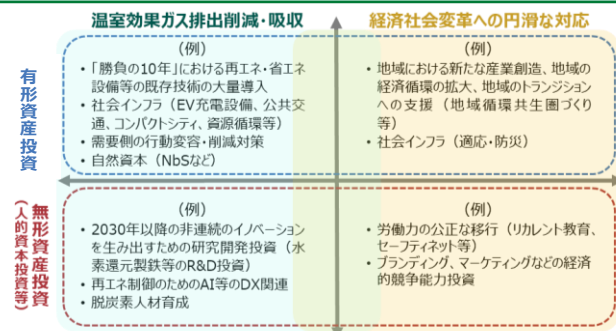 温室効果ガス排出削減・吸収
経済社会変革への円滑な対応
有形資産投資
（例）
・「勝負の10年」における再エネ・省エネ
設備等の既存技術の大量導入
・社会インフラ（EV充電設備、公共交
通、コンパクトシティ、資源循環等）
・需要側の行動変容・削減対策
・自然資本（NbSなど）
（例）
・地域における新たな産業創造、地域の
経済循環の拡大、地域のトランジション
への支援（地域循環共生圏づくり
等）
・社会インフラ（適応・防災）
無形資産投資
（人的資本投資等）
（例）
・2030年以降の非連続のイノベーション
を生み出すための研究開発投資（水
素還元製鉄等のR&D投資）
・再エネ制御のためのAI等のDX関連
・脱炭素人材育成
（例）
・労働力の公正な移行（リカレント教育、
セーフティネット等）
・ブランディング、マーケティングなどの経済
的競争能力投資